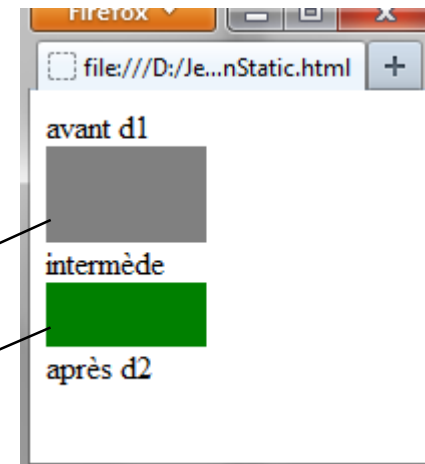 Firefox
file:///D:/Je...nStatic.html
avant d1
intermède
après d2